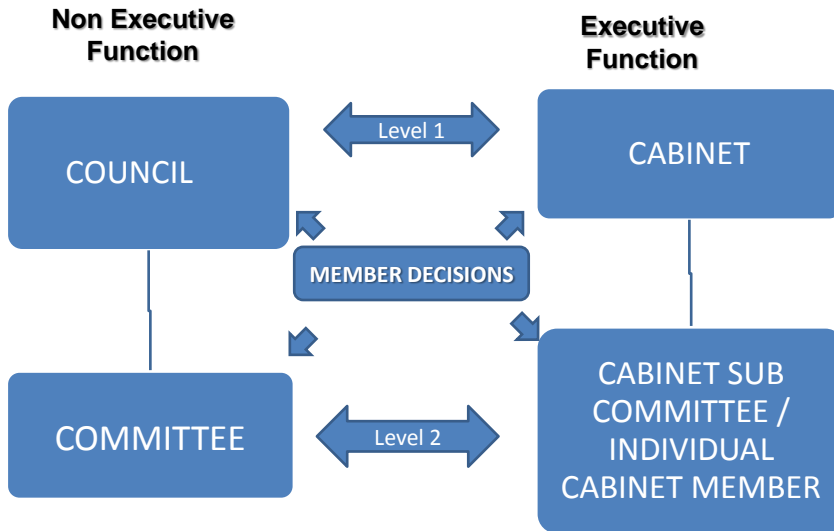 Non Executive
Function
Executive
Function
COUNCIL
Level 1
CABINET
MEMBER DECISIONS
COMMITTEE
Level 2
CABINET SUB
COMMITTEE /
INDIVIDUAL
CABINET MEMBER